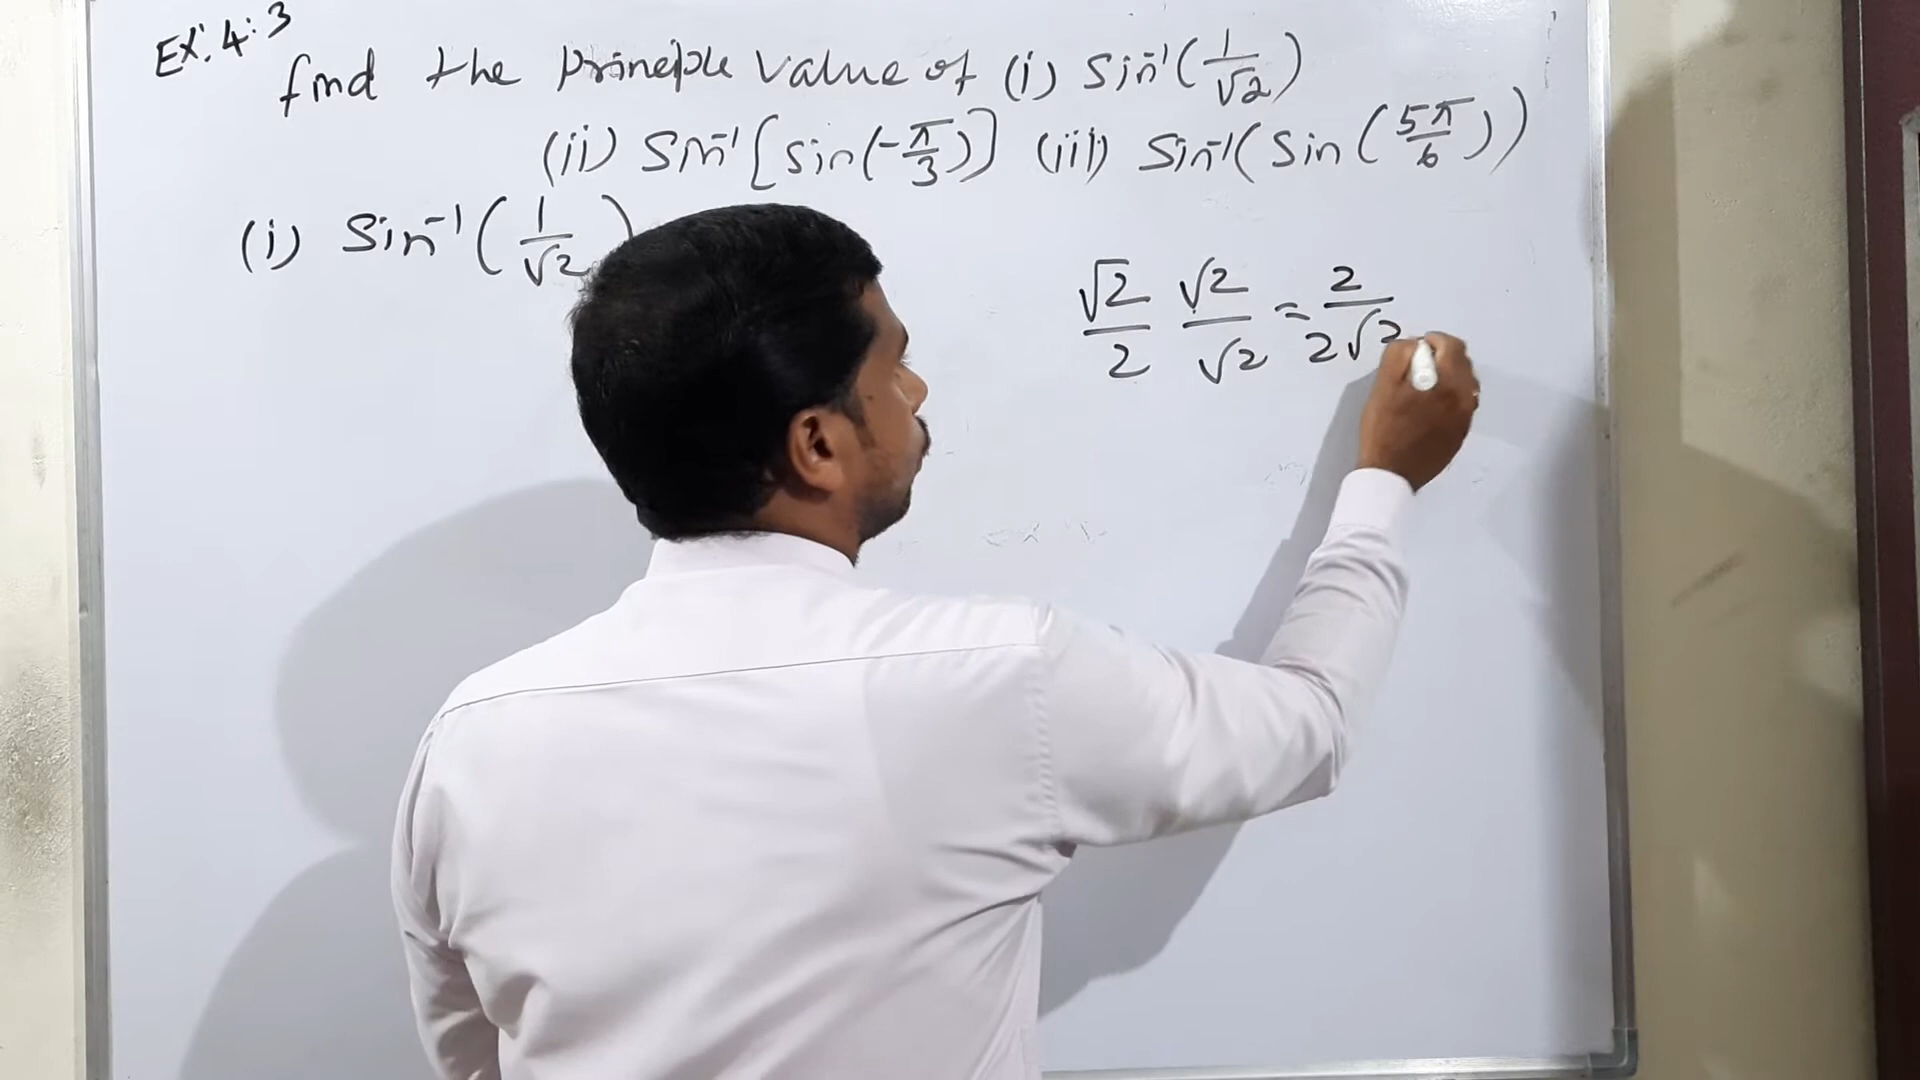 Ex: 4:3
find the principle value of (i) Sin⁻¹(1/√2)
(ii) Sin⁻¹[sin(-π/3)] (iii) Sin⁻¹(Sin(5π/6))
(i) Sin⁻¹(1/√2)
√2/2 √2/√2 = 2/2√2